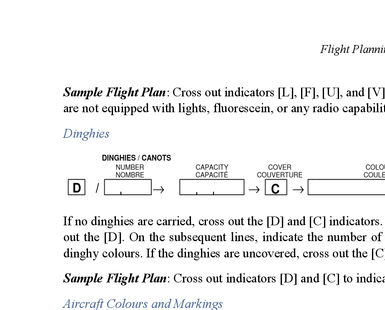 Flight Planni
Sample Flight Plan: Cross out indicators [L], [F], [U], and [V]
are not equipped with lights, fluorescein, or any radio capabilit
Dinghies
DINGHIES / CANOTS
NUMBER CAPACITY COVER COLOU
NOMBRE CAPACITÉ COUVERTURE COULE
D / → → C →
If no dinghies are carried, cross out the [D] and [C] indicators.
out the [D]. On the subsequent lines, indicate the number of
dinghy colours. If the dinghies are uncovered, cross out the [C]
Sample Flight Plan: Cross out indicators [D] and [C] to indica
Aircraft Colours and Markings